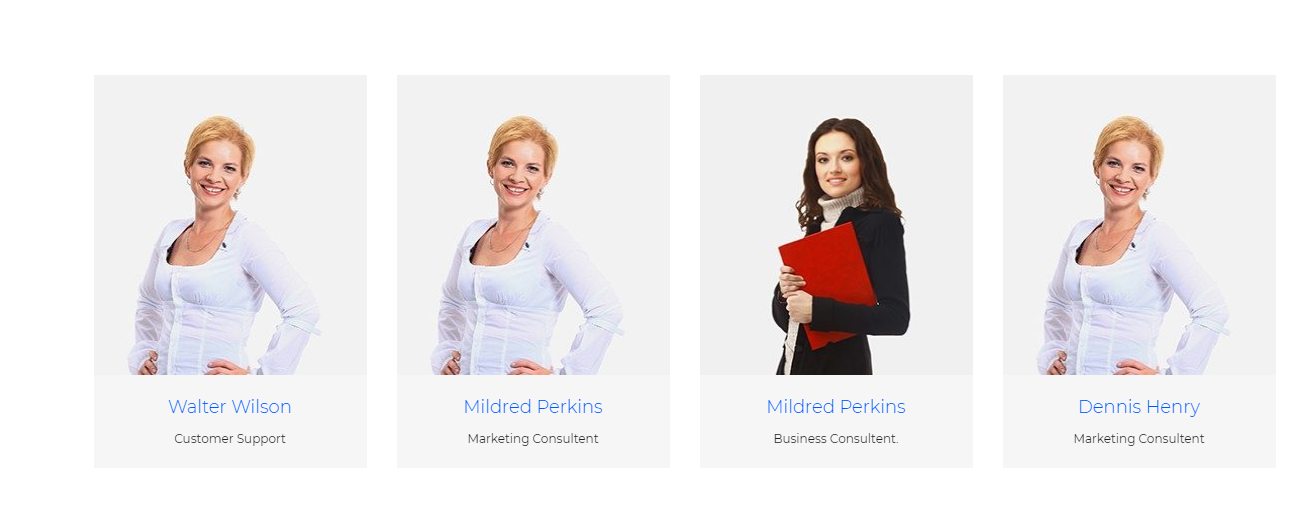 Walter Wilson
Customer Support
Mildred Perkins
Marketing Consultent
Mildred Perkins
Business Consultent.
Dennis Henry
Marketing Consultent